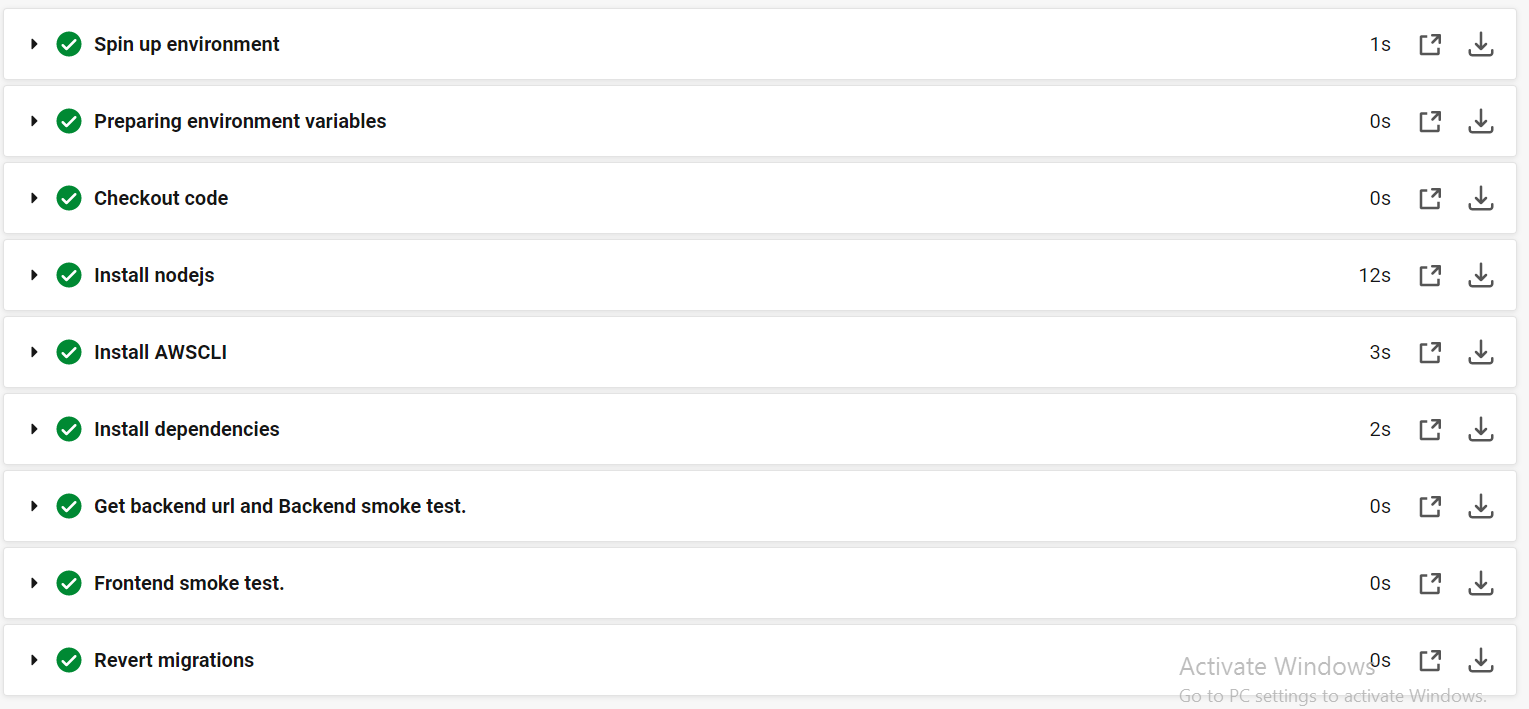 Spin up environment 1s
Preparing environment variables 0s
Checkout code 0s
Install nodejs 12s
Install AWSCLI 3s
Install dependencies 2s
Get backend url and Backend smoke test. 0s
Frontend smoke test. 0s
Revert migrations 0s
Activate Windows
Go to PC settings to activate Windows.